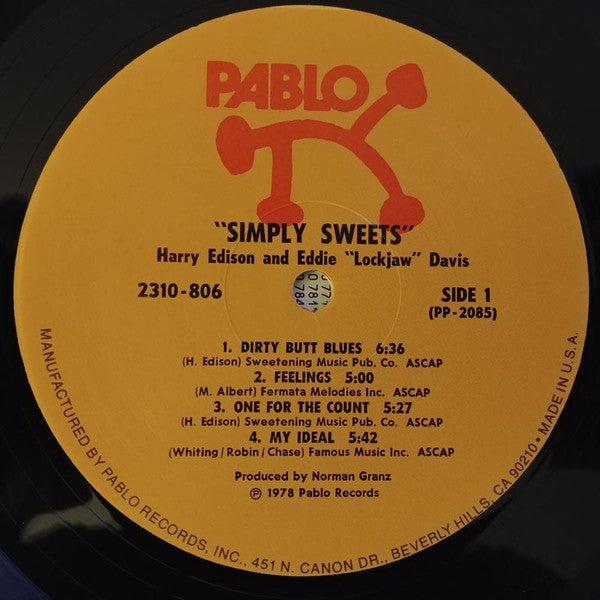 PABLO
"SIMPLY SWEETS"
Harry Edison and Eddie "Lockjaw" Davis
2310-806
SIDE 1
(PP-2085)
1. DIRTY BUTT BLUES 6:36
(H. Edison) Sweetening Music Pub. Co. ASCAP
2. FEELINGS 5:00
(M. Albert) Fermata Melodies Inc. ASCAP
3. ONE FOR THE COUNT 5:27
(H. Edison) Sweetening Music Pub. Co. ASCAP
4. MY IDEAL 5:42
(Whiting/Robin/Chase) Famous Music Inc. ASCAP
Produced by Norman Granz
℗ 1978 Pablo Records
MANUFACTURED BY PABLO RECORDS, INC., 451 N. CANON DR., BEVERLY HILLS, CA 90210 • MADE IN U.S.A.